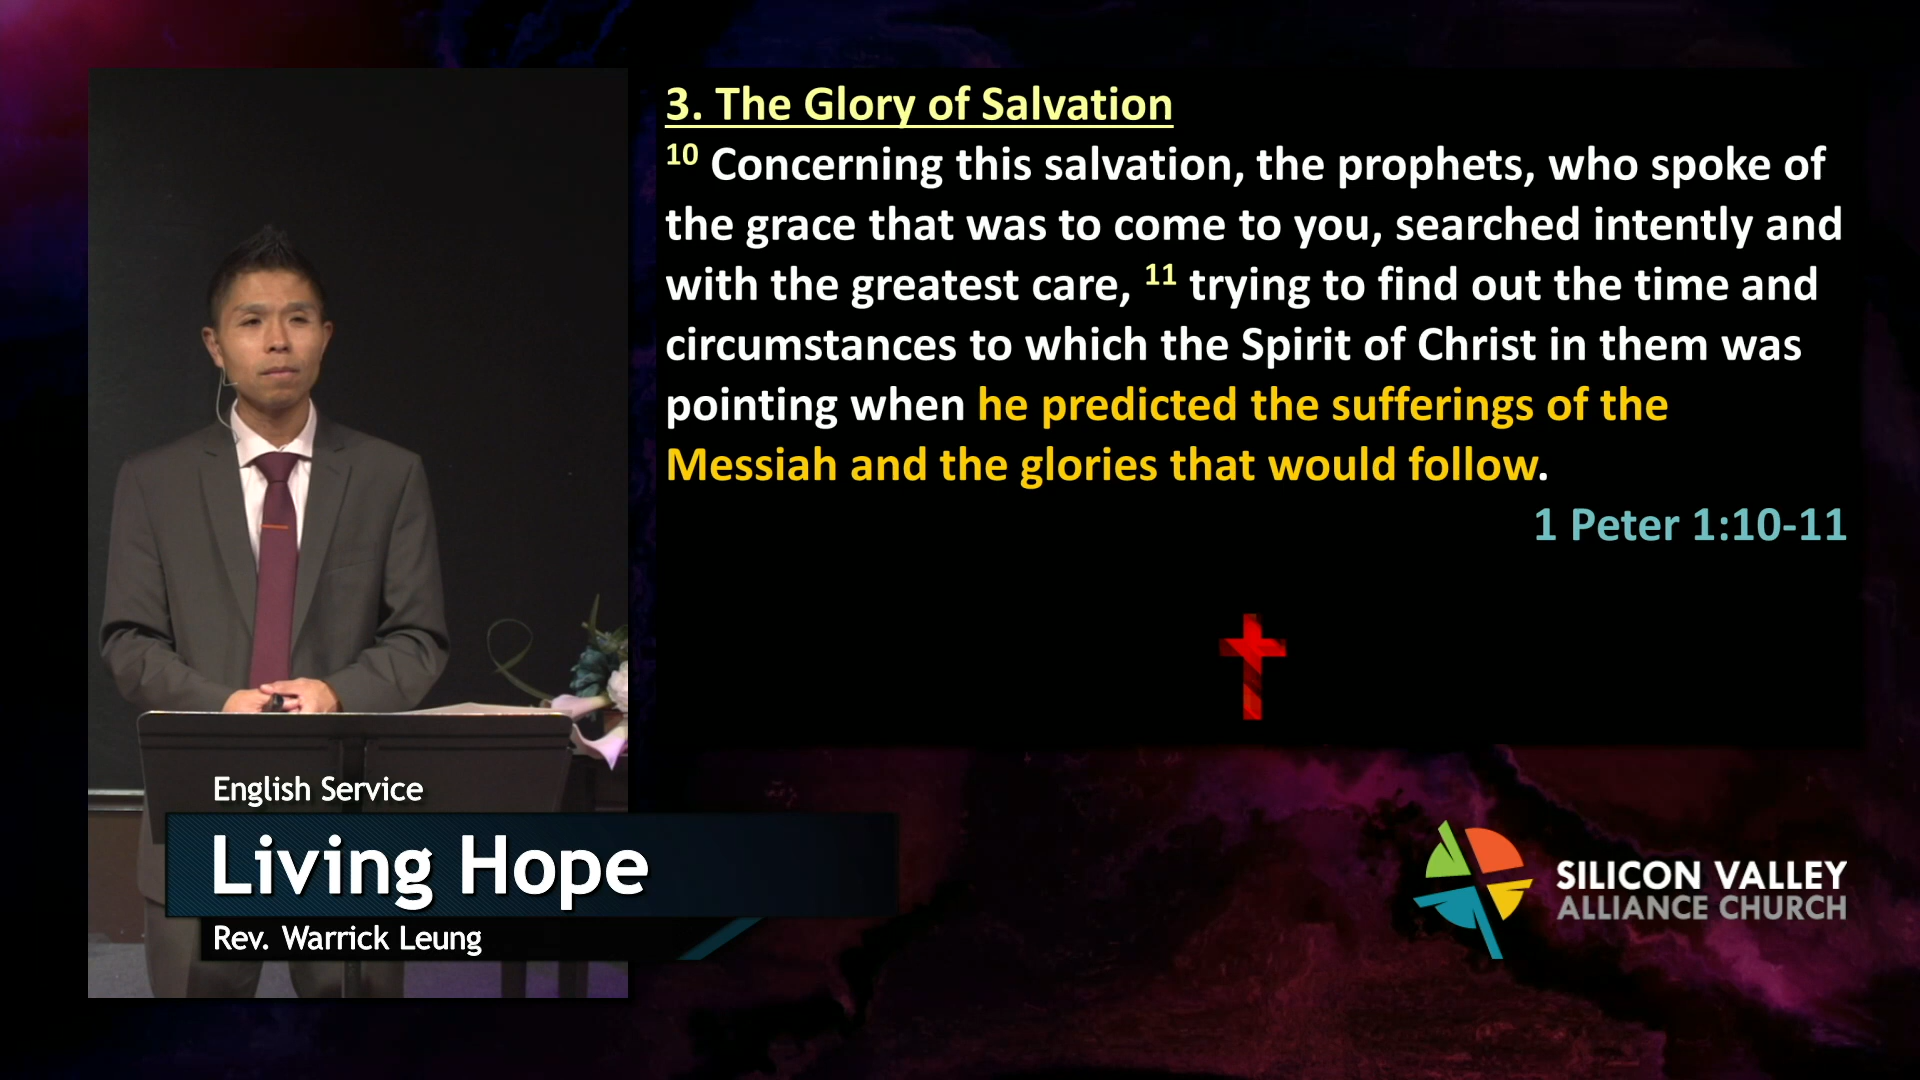 3. The Glory of Salvation
10 Concerning this salvation, the prophets, who spoke of
the grace that was to come to you, searched intently and
with the greatest care, 11 trying to find out the time and
circumstances to which the Spirit of Christ in them was
pointing when he predicted the sufferings of the
Messiah and the glories that would follow.
1 Peter 1:10-11
English Service
Living Hope
Rev. Warrick Leung
SILICON VALLEY
ALLIANCE CHURCH